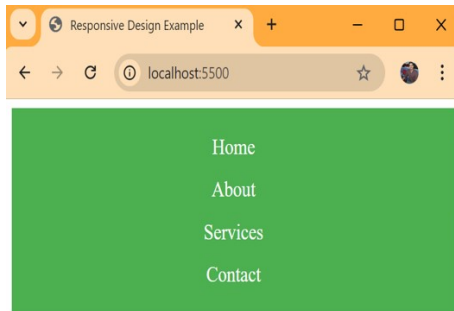 Responsive Design Example
localhost:5500
Home
About
Services
Contact